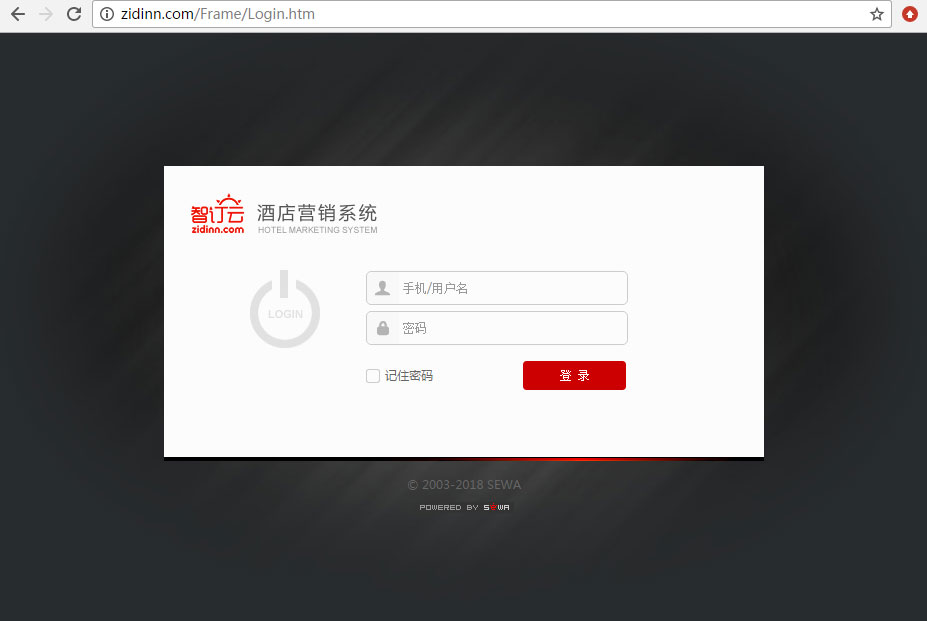 zidinn.com/Frame/Login.htm
智订云
zidinn.com
酒店营销系统
HOTEL MARKETING SYSTEM
LOGIN
手机/用户名
密码
记住密码
登 录
© 2003-2018 SEWA
POWERED BY SEWA